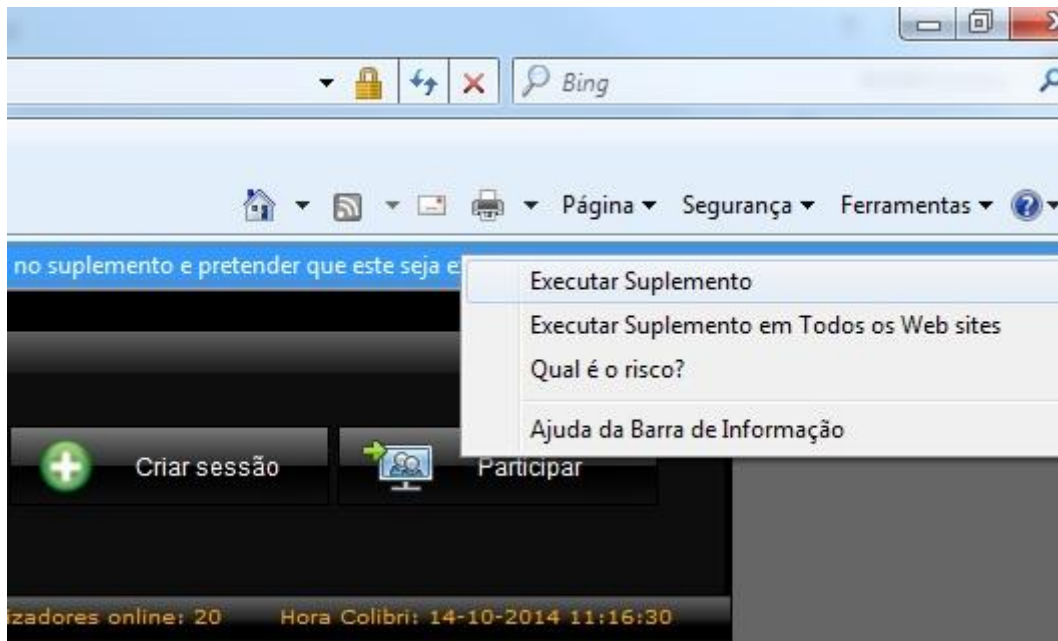 Bing
Página Segurança Ferramentas
no suplemento e pretender que este seja
Executar Suplemento
Executar Suplemento em Todos os Web sites
Qual é o risco?
Ajuda da Barra de Informação
Criar sessão Participar
izadores online: 20 Hora Colibri: 14-10-2014 11:16:30